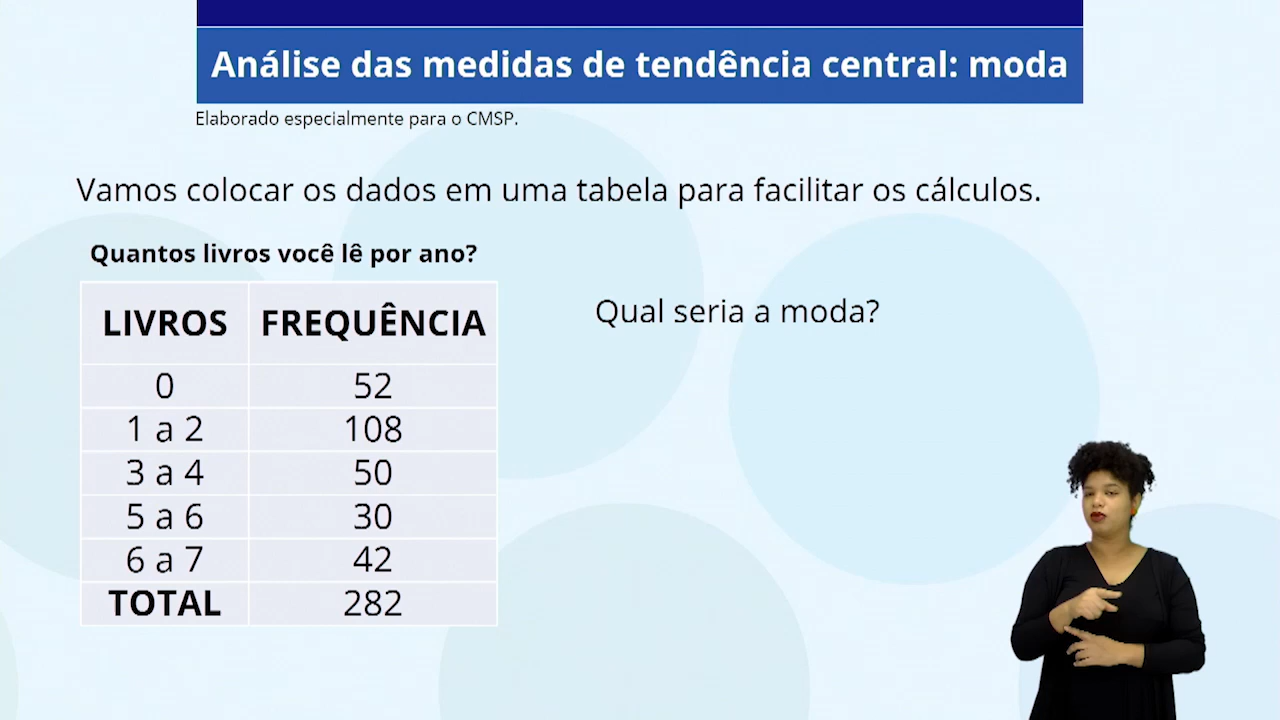 Análise das medidas de tendência central: moda
Elaborado especialmente para o CMSP.
Vamos colocar os dados em uma tabela para facilitar os cálculos.
Quantos livros você lê por ano?
LIVROS FREQUÊNCIA
0 52
1 a 2 108
3 a 4 50
5 a 6 30
6 a 7 42
TOTAL 282
Qual seria a moda?